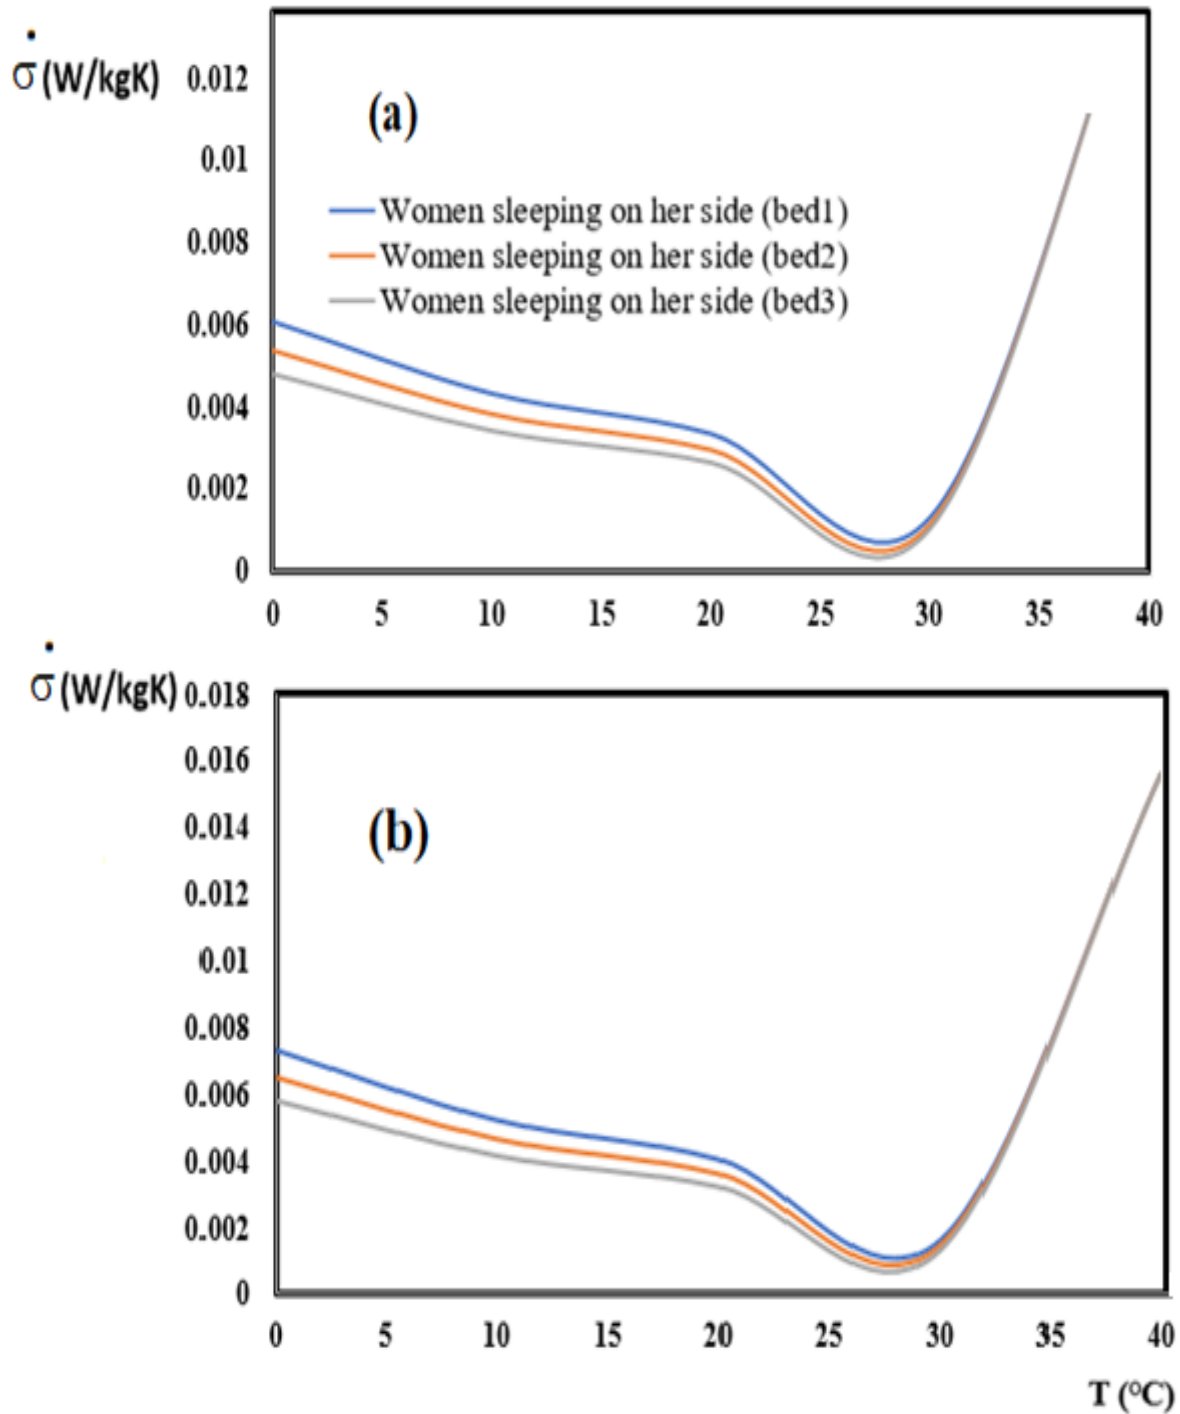 σ̇ (W/kgK)
0.012
(a)
0.01
Women sleeping on her side (bed1)
0.008
Women sleeping on her side (bed2)
Women sleeping on her side (bed3)
0.006
0.004
0.002
0
0 5 10 15 20 25 30 35 40
σ̇ (W/kgK)
0.018
0.016
0.014
(b)
0.012
0.01
0.008
0.006
0.004
0.002
0
0 5 10 15 20 25 30 35 40
T (°C)